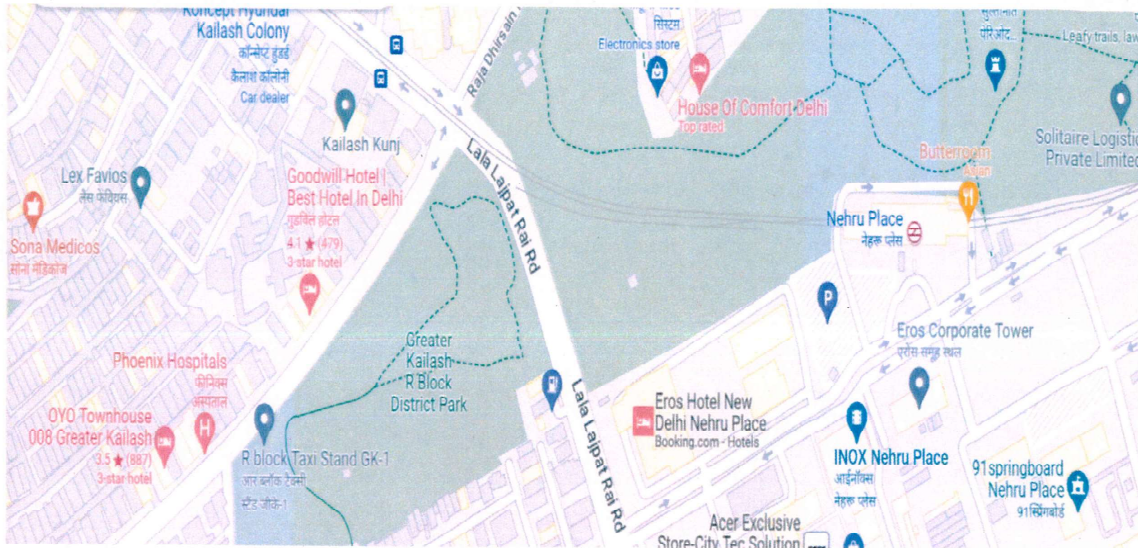 Koncept Hyundai
Kailash Colony
कॉन्सेप्ट हुंडई
कैलाश कॉलोनी
Car dealer
Raja Dhirsain
सिस्टम
Electronics store
House Of Comfort Delhi
Top rated
पीरिओद...
Leafy trails, law
Solitaire Logistic
Private Limited
Kailash Kunj
Lala Lajpat Rai Rd
Butterroom
Asian
Lex Favios
लेस फेवियस
Goodwill Hotel |
Best Hotel In Delhi
गुडविल होटल
4.1 ★ (479)
3-star hotel
Sona Medicos
सोना मेडिकोज
Nehru Place
नेहरू प्लेस
P
Eros Corporate Tower
एरोस समूह स्थल
Greater
Kailash
R Block
District Park
Phoenix Hospitals
फीनिक्स
अस्पताल
H
OYO Townhouse
008 Greater Kailash
3.5 ★ (887)
3-star hotel
R block Taxi Stand GK-1
आर ब्लॉक टैक्सी
स्टैंड जीके-1
Lala Lajpat Rai Rd
Eros Hotel New
Delhi Nehru Place
Booking.com - Hotels
INOX Nehru Place
आईनॉक्स
नेहरू प्लेस
91springboard
Nehru Place
91स्प्रिंगबोर्ड
Acer Exclusive
Store-City Tec Solution